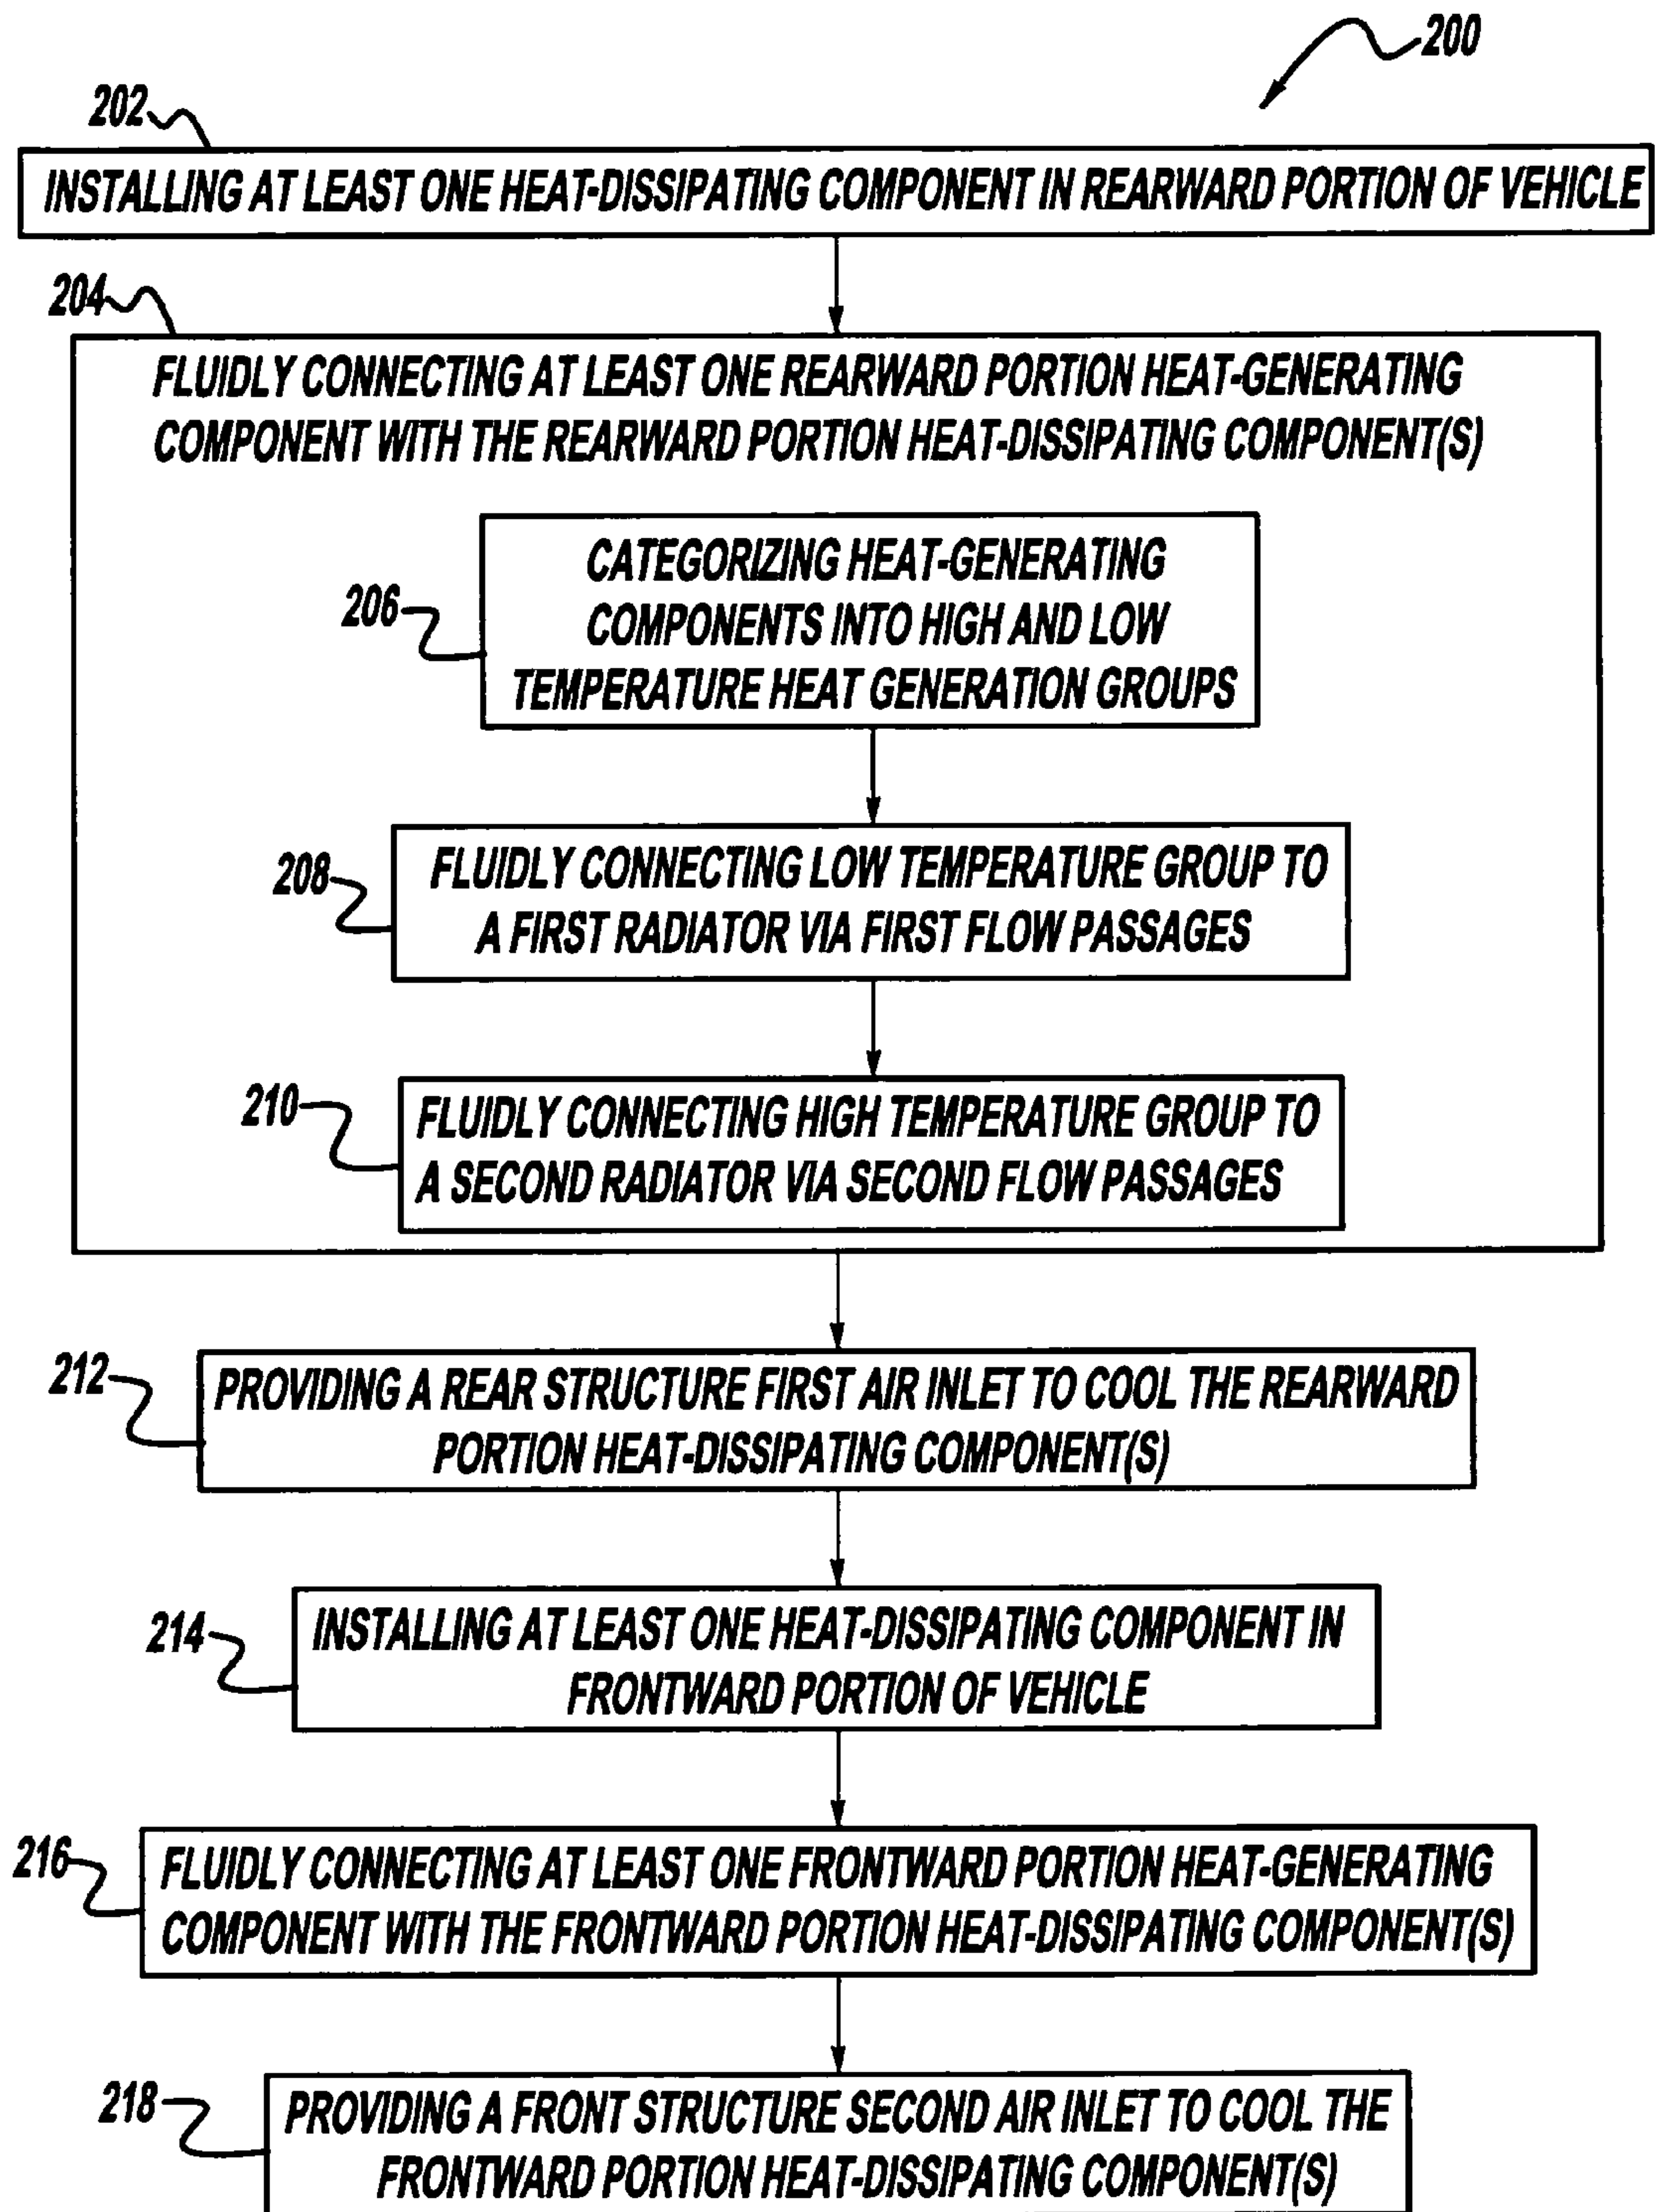 200
202
INSTALLING AT LEAST ONE HEAT-DISSIPATING COMPONENT IN REARWARD PORTION OF VEHICLE
204
FLUIDLY CONNECTING AT LEAST ONE REARWARD PORTION HEAT-GENERATING
COMPONENT WITH THE REARWARD PORTION HEAT-DISSIPATING COMPONENT(S)
206
CATEGORIZING HEAT-GENERATING
COMPONENTS INTO HIGH AND LOW
TEMPERATURE HEAT GENERATION GROUPS
208
FLUIDLY CONNECTING LOW TEMPERATURE GROUP TO
A FIRST RADIATOR VIA FIRST FLOW PASSAGES
210
FLUIDLY CONNECTING HIGH TEMPERATURE GROUP TO
A SECOND RADIATOR VIA SECOND FLOW PASSAGES
212
PROVIDING A REAR STRUCTURE FIRST AIR INLET TO COOL THE REARWARD
PORTION HEAT-DISSIPATING COMPONENT(S)
214
INSTALLING AT LEAST ONE HEAT-DISSIPATING COMPONENT IN
FRONTWARD PORTION OF VEHICLE
216
FLUIDLY CONNECTING AT LEAST ONE FRONTWARD PORTION HEAT-GENERATING
COMPONENT WITH THE FRONTWARD PORTION HEAT-DISSIPATING COMPONENT(S)
218
PROVIDING A FRONT STRUCTURE SECOND AIR INLET TO COOL THE
FRONTWARD PORTION HEAT-DISSIPATING COMPONENT(S)